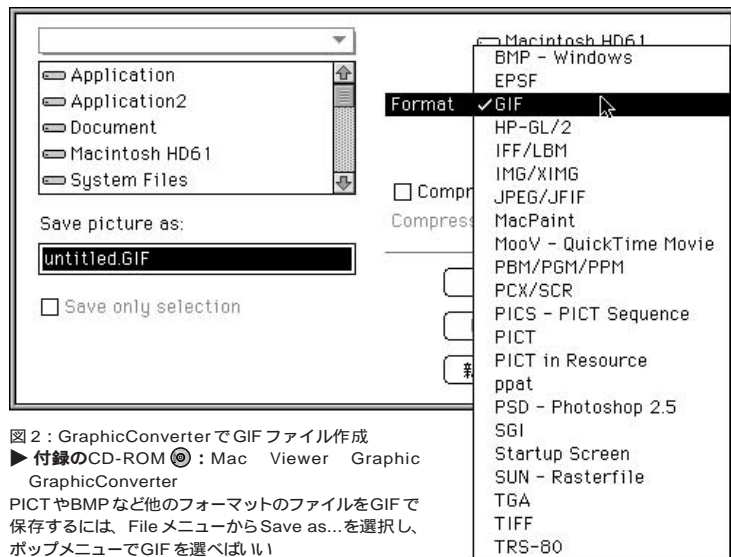 Macintosh HD61
Application
Application2
Document
Macintosh HD61
System Files
Save picture as:
untitled.GIF
Save only selection
Format
BMP - Windows
EPSF
✓GIF
HP-GL/2
IFF/LBM
IMG/XIMG
JPEG/JFIF
MacPaint
MooV - QuickTime Movie
PBM/PGM/PPM
PCX/SCR
PICS - PICT Sequence
PICT
PICT in Resource
ppat
PSD - Photoshop 2.5
SGI
Startup Screen
SUN - Rasterfile
TGA
TIFF
TRS-80
図2:GraphicConverterでGIFファイル作成
▶付録のCD-ROM:Mac Viewer Graphic
GraphicConverter
PICTやBMPなど他のフォーマットのファイルをGIFで
保存するには、FileメニューからSave as...を選択し、
ポップメニューでGIFを選べばいい